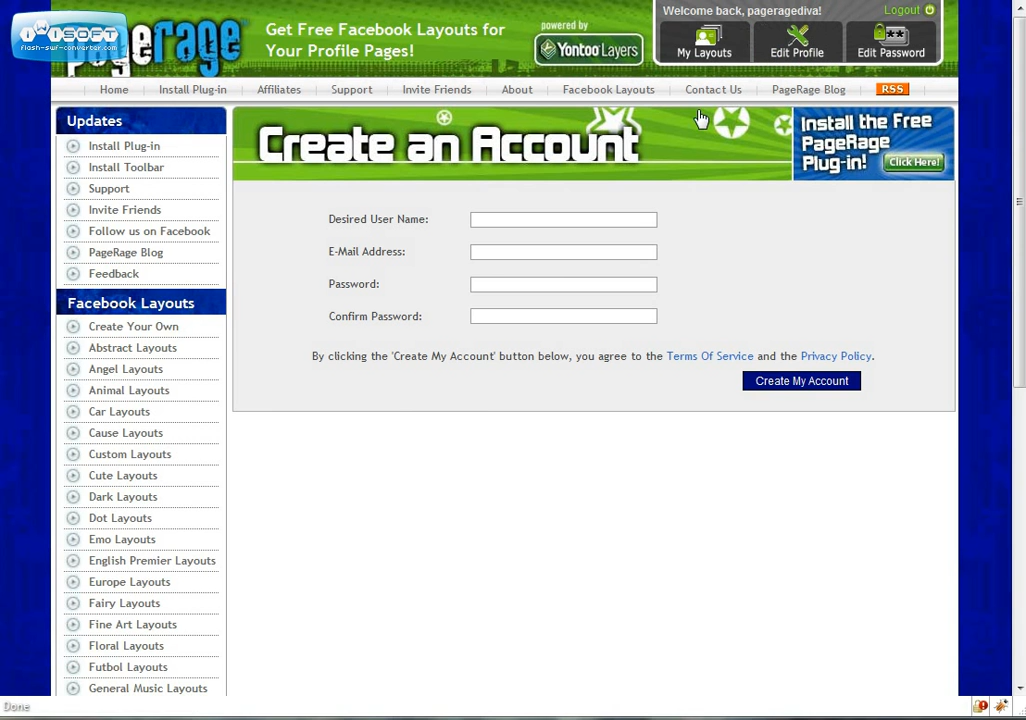 iWiSOFT
flash-swf-converter.com
pagerage
Get Free Facebook Layouts for
Your Profile Pages!
powered by
Yontoo Layers
Welcome back, pageragediva!
Logout
My Layouts
Edit Profile
Edit Password
Home
Install Plug-in
Affiliates
Support
Invite Friends
About
Facebook Layouts
Contact Us
PageRage Blog
RSS
Updates
Install Plug-in
Install Toolbar
Support
Invite Friends
Follow us on Facebook
PageRage Blog
Feedback
Facebook Layouts
Create Your Own
Abstract Layouts
Angel Layouts
Animal Layouts
Car Layouts
Cause Layouts
Custom Layouts
Cute Layouts
Dark Layouts
Dot Layouts
Emo Layouts
English Premier Layouts
Europe Layouts
Fairy Layouts
Fine Art Layouts
Floral Layouts
Futbol Layouts
General Music Layouts
Create an Account
Install the Free
PageRage
Plug-in!
Click Here!
Desired User Name:
E-Mail Address:
Password:
Confirm Password:
By clicking the 'Create My Account' button below, you agree to the Terms Of Service and the Privacy Policy.
Create My Account
Done